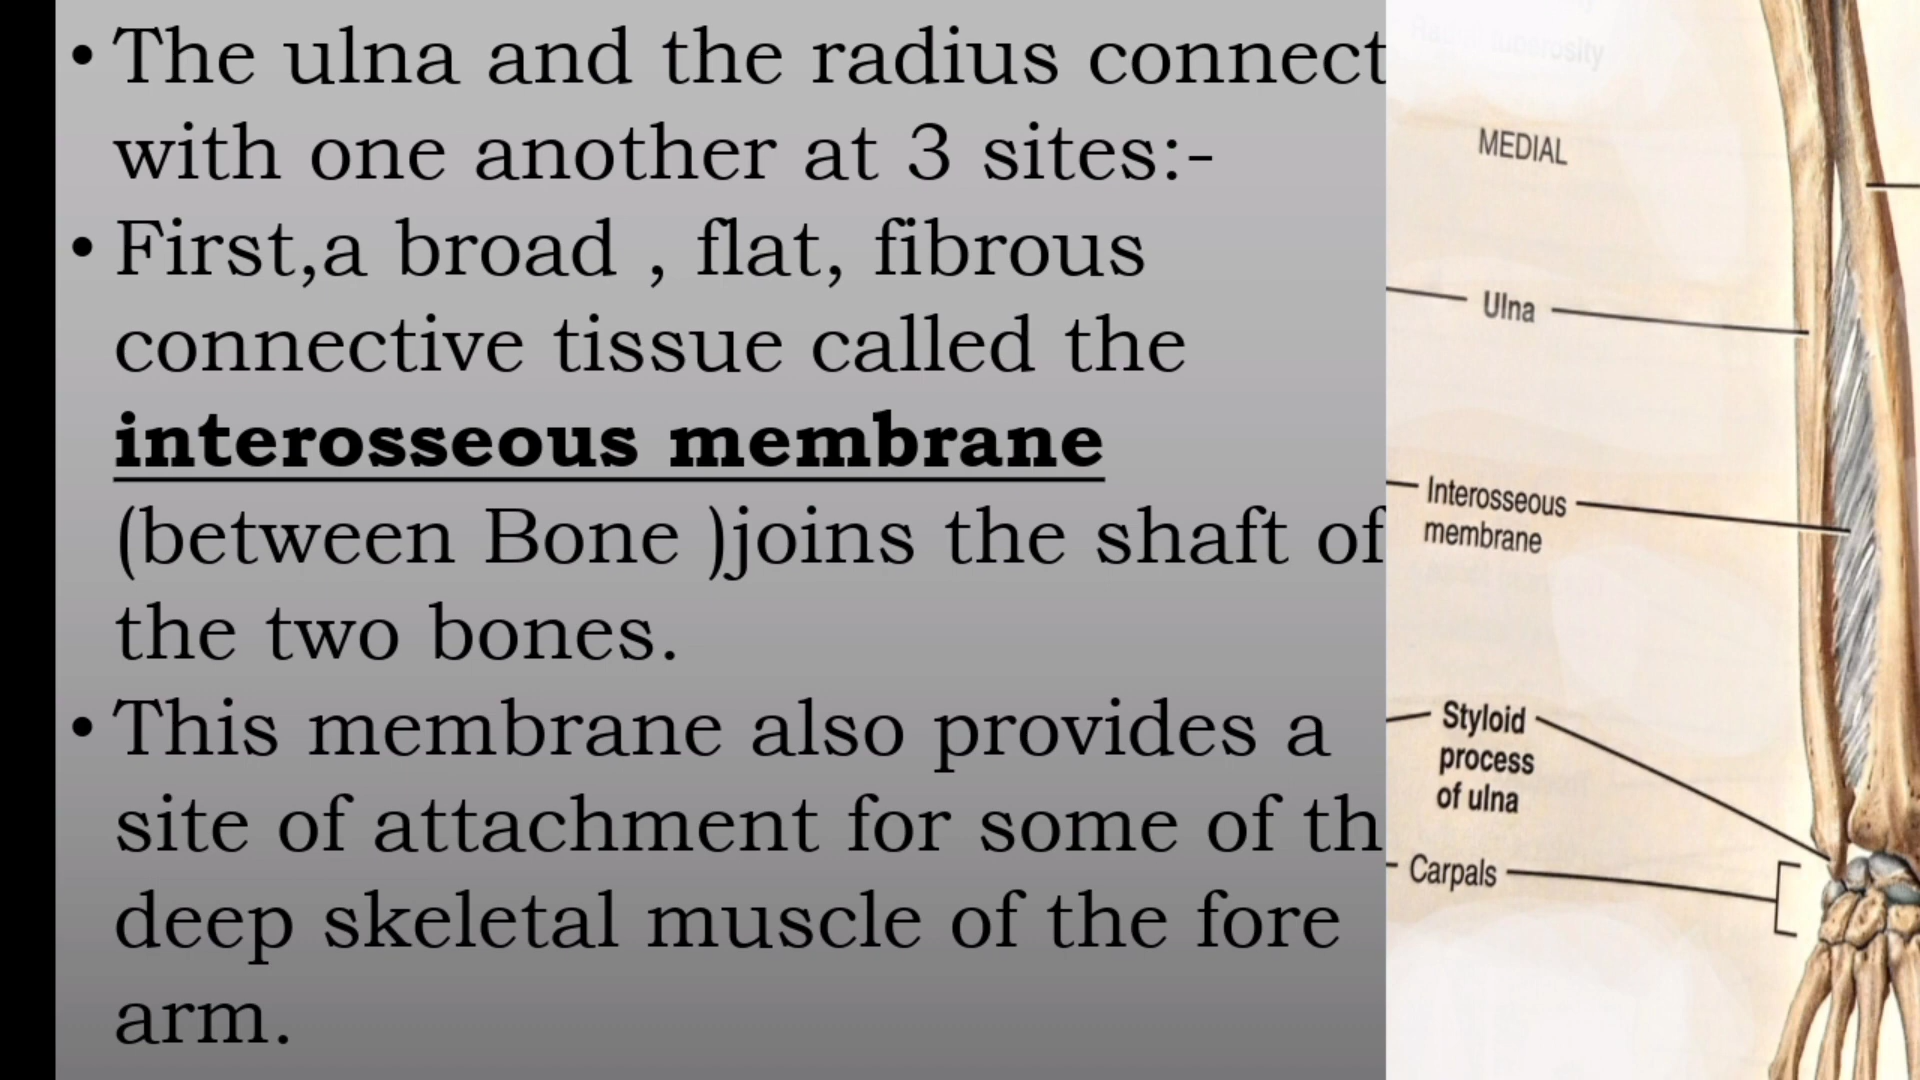 • The ulna and the radius connect
with one another at 3 sites:-
• First,a broad , flat, fibrous
connective tissue called the
interosseous membrane
(between Bone )joins the shaft of
the two bones.
• This membrane also provides a
site of attachment for some of th
deep skeletal muscle of the fore
arm.
MEDIAL
Ulna
Interosseous
membrane
Styloid
process
of ulna
Carpals